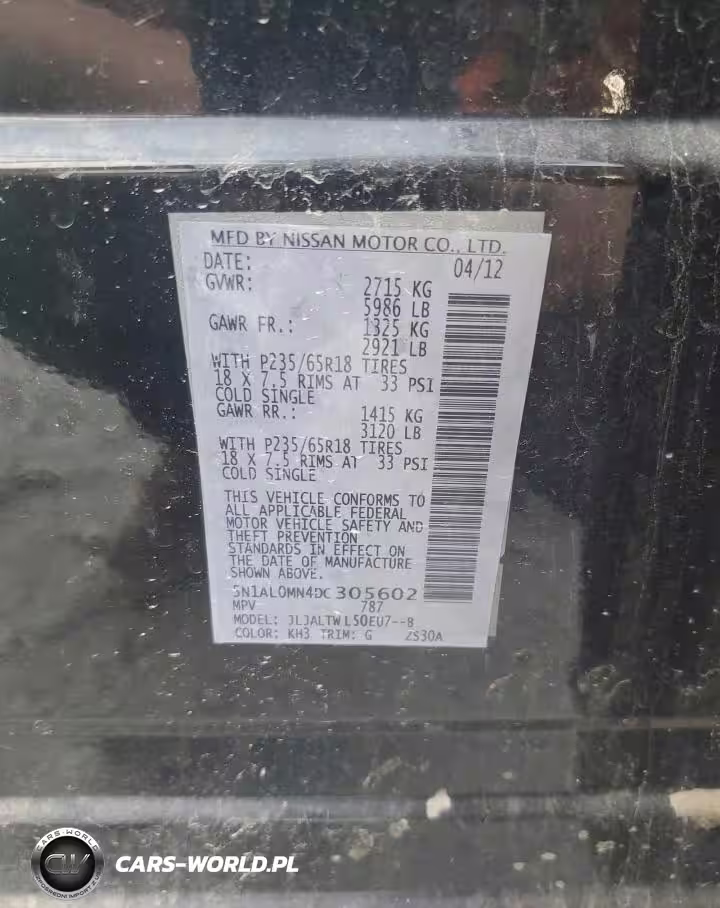 MFD BY NISSAN MOTOR CO., LTD.
DATE: 04/12
GVWR: 2715 KG
5986 LB
GAWR FR.: 1325 KG
2921 LB
WITH P235/65R18 TIRES
18 X 7.5 RIMS AT 33 PSI
COLD SINGLE
GAWR RR.: 1415 KG
3120 LB
WITH P235/65R18 TIRES
18 X 7.5 RIMS AT 33 PSI
COLD SINGLE
THIS VEHICLE CONFORMS TO
ALL APPLICABLE FEDERAL
MOTOR VEHICLE SAFETY AND
THEFT PREVENTION
STANDARDS IN EFFECT ON
THE DATE OF MANUFACTURE
SHOWN ABOVE.
5N1AL0MN4DC305602
MPV 787
MODEL: JLJALTWL50EU7--B
COLOR: KH3 TRIM: G ZS30A
CARS-WORLD
CW
CARS-WORLD.PL